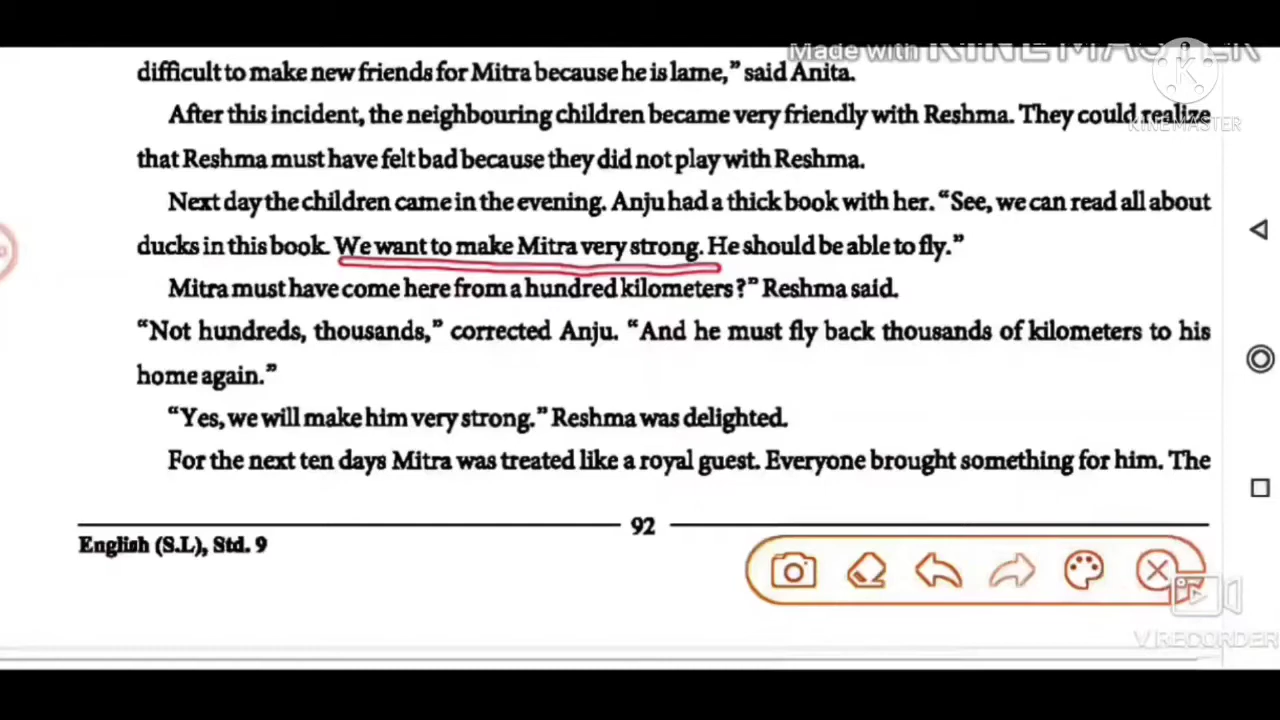 Made with KINEMASTER
KINEMASTER
difficult to make new friends for Mitra because he is lame,” said Anita.
After this incident, the neighbouring children became very friendly with Reshma. They could realize
that Reshma must have felt bad because they did not play with Reshma.
Next day the children came in the evening. Anju had a thick book with her. “See, we can read all about
ducks in this book. We want to make Mitra very strong. He should be able to fly.”
Mitra must have come here from a hundred kilometers?” Reshma said.
“Not hundreds, thousands,” corrected Anju. “And he must fly back thousands of kilometers to his
home again.”
“Yes, we will make him very strong.” Reshma was delighted.
For the next ten days Mitra was treated like a royal guest. Everyone brought something for him. The
92
English (S.L), Std. 9
V RECORDER